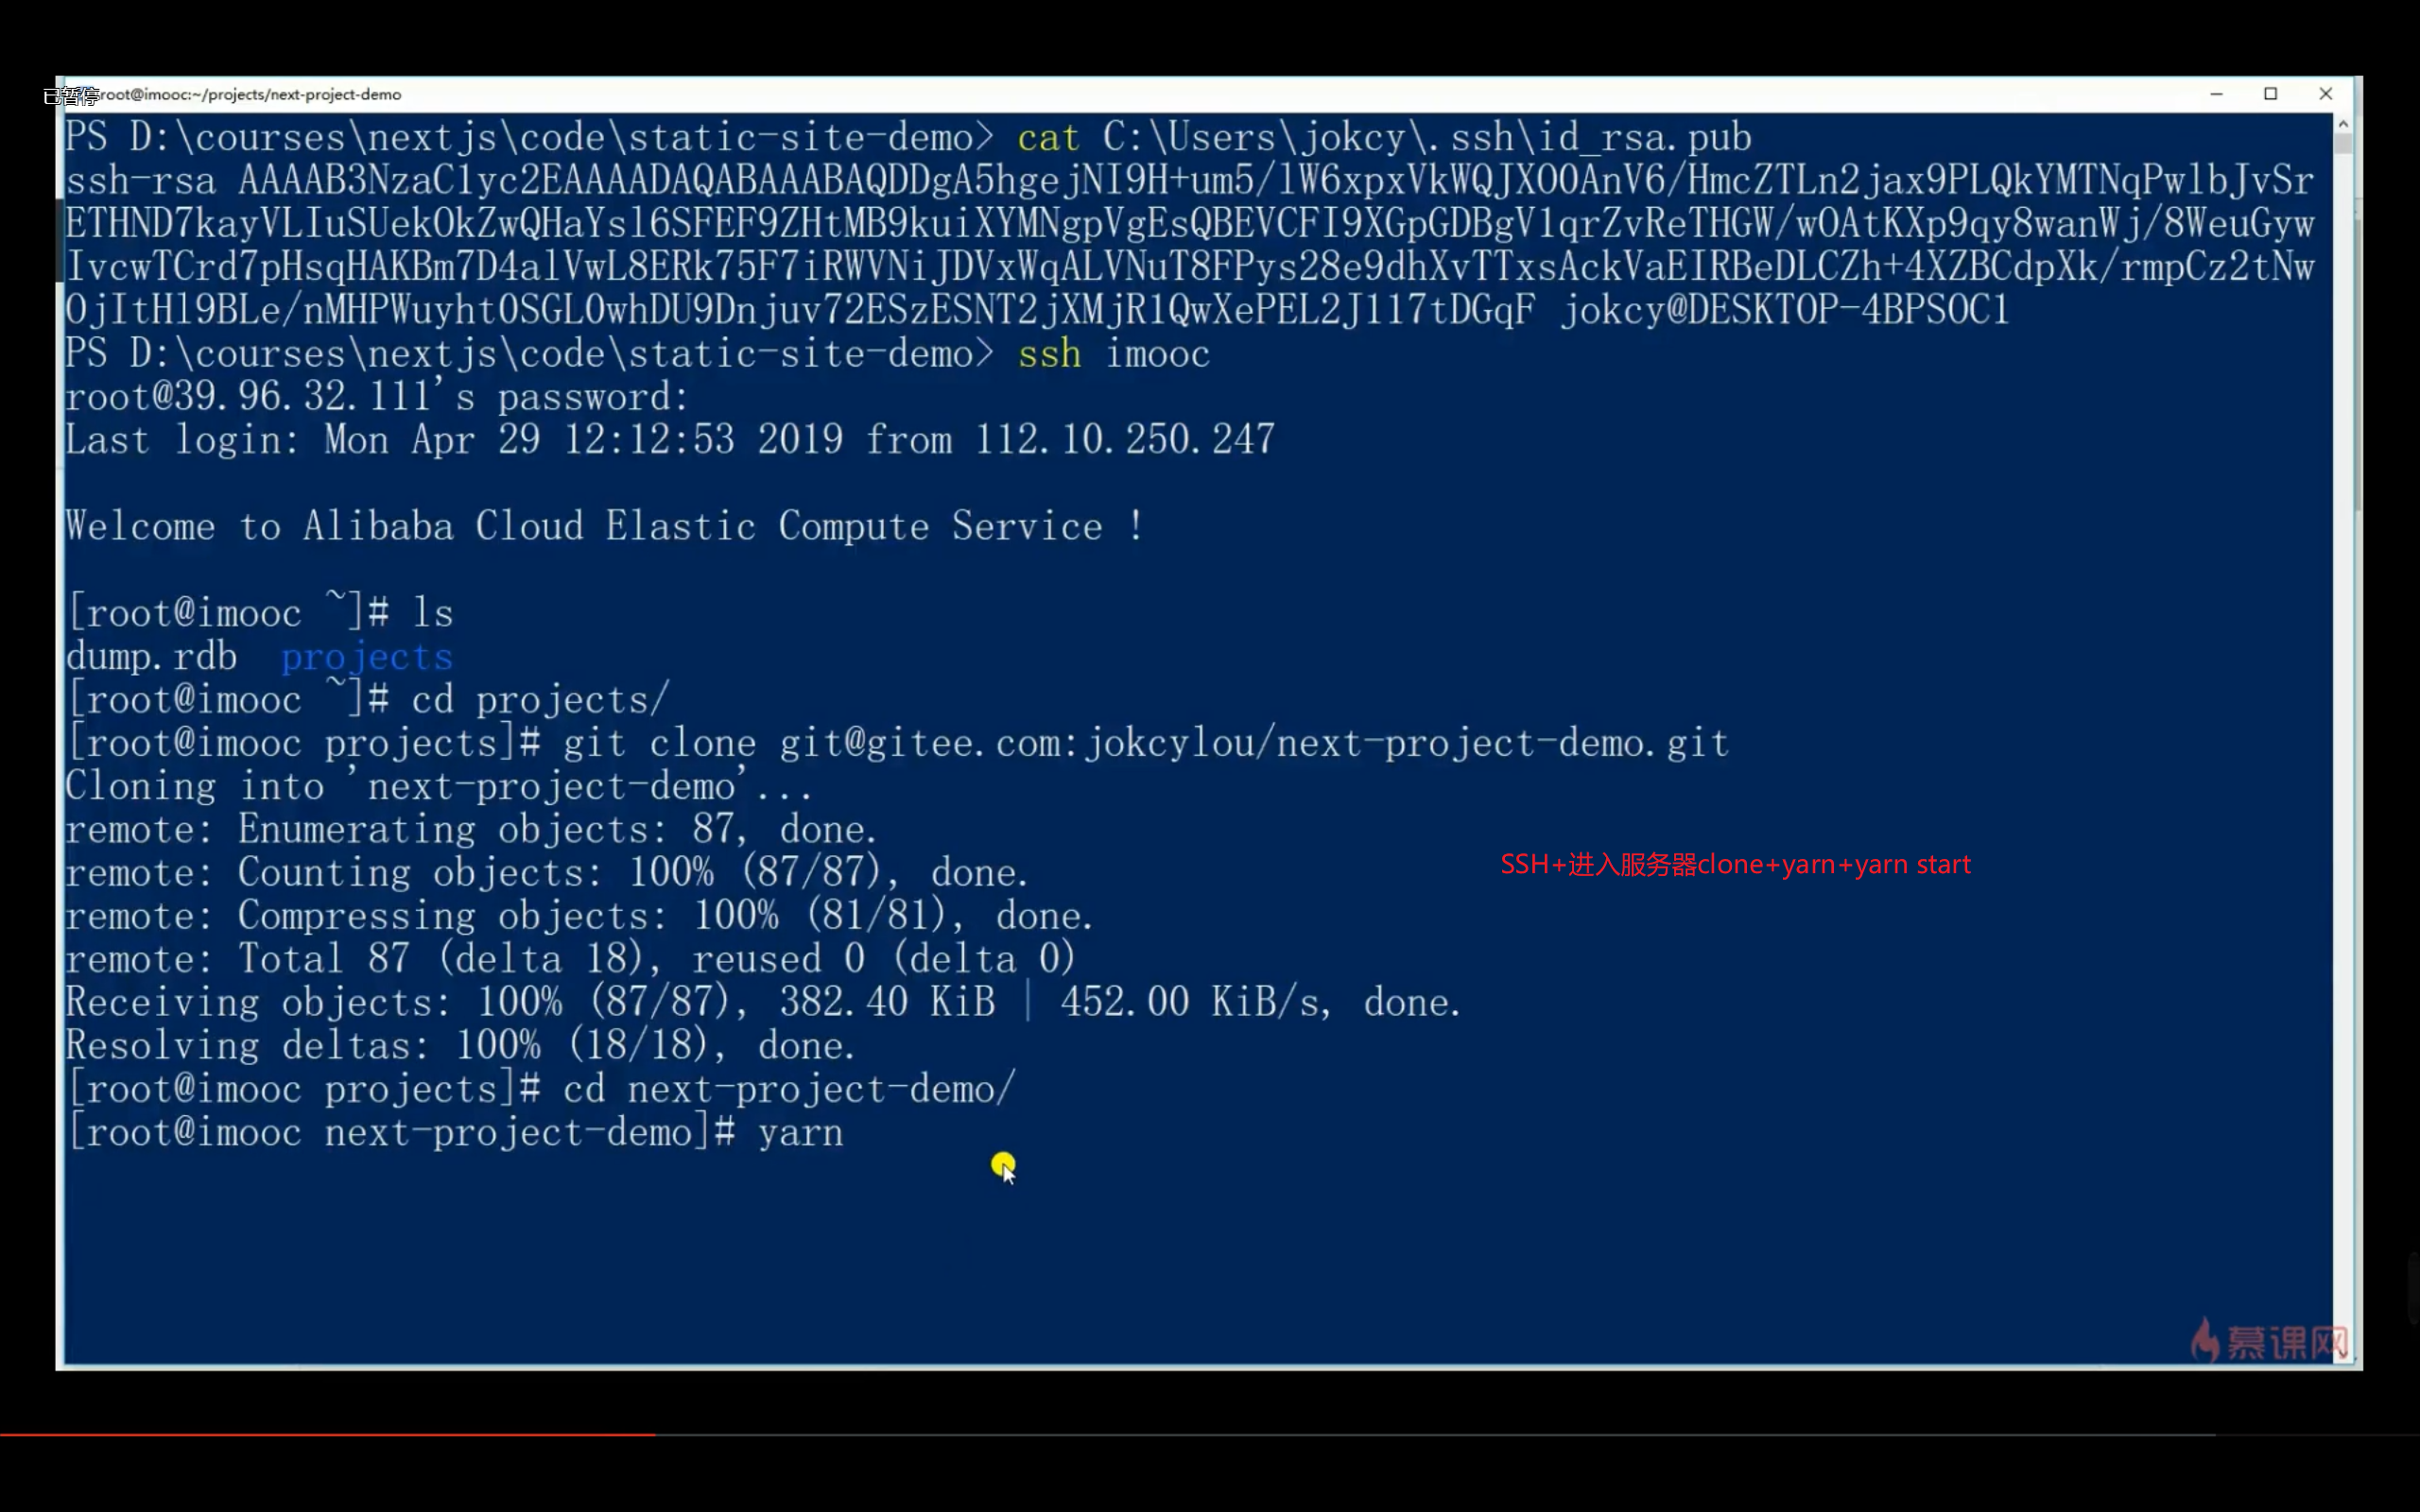 已暂停
root@imooc:~/projects/next-project-demo
PS D:\courses\nextjs\code\static-site-demo> cat C:\Users\jokcy\.ssh\id_rsa.pub
ssh-rsa AAAAB3NzaC1yc2EAAAADAQABAAABAQDDgA5hgejNI9H+um5/lW6xpxVkWQJXO0AnV6/HmcZTLn2jax9PLQkYMTNqPwlbJvSr
ETHND7kayVLIuSUekOkZwQHaYsl6SFEF9ZHtMB9kuiXYMNgpVgEsQBEVCFI9XGpGDBgV1qrZvReTHGW/w0AtKXp9qy8wanWj/8WeuGyw
IvcwTCrd7pHsqHAKBm7D4alVwL8ERk75F7iRWVNiJDVxWqALVNuT8FPys28e9dhXvTTxsAckVaEIRBeDLCZh+4XZBCdpXk/rmpCz2tNw
OjItHl9BLe/nMHPWuyht0SGL0whDU9Dnjuv72ESzESNT2jXMjR1QwXePEL2J117tDGqF jokcy@DESKTOP-4BPSOC1
PS D:\courses\nextjs\code\static-site-demo> ssh imooc
root@39.96.32.111's password:
Last login: Mon Apr 29 12:12:53 2019 from 112.10.250.247
Welcome to Alibaba Cloud Elastic Compute Service !
[root@imooc ~]# ls
dump.rdb  projects
[root@imooc ~]# cd projects/
[root@imooc projects]# git clone git@gitee.com:jokcylou/next-project-demo.git
Cloning into 'next-project-demo'...
remote: Enumerating objects: 87, done.
remote: Counting objects: 100% (87/87), done.
SSH+进入服务器clone+yarn+yarn start
remote: Compressing objects: 100% (81/81), done.
remote: Total 87 (delta 18), reused 0 (delta 0)
Receiving objects: 100% (87/87), 382.40 KiB | 452.00 KiB/s, done.
Resolving deltas: 100% (18/18), done.
[root@imooc projects]# cd next-project-demo/
[root@imooc next-project-demo]# yarn
慕课网